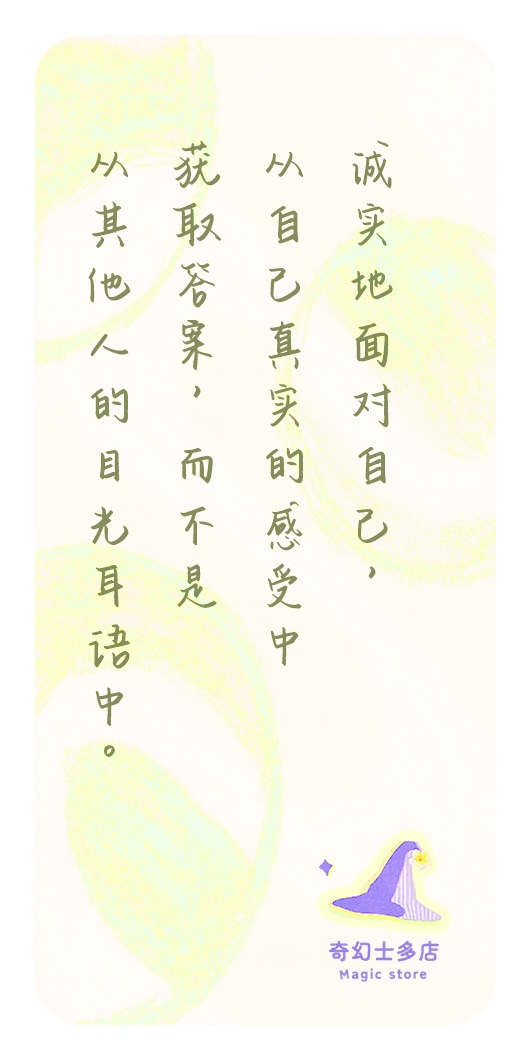 诚实地面对自己，
从自己真实的感受中
获取答案，而不是
从其他人的目光耳语中。
奇幻士多店
Magic store